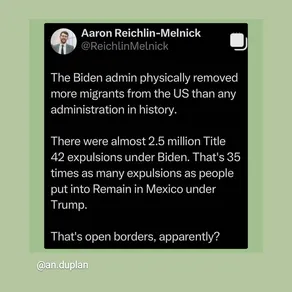 Aaron Reichlin-Melnick
@ReichlinMelnick
The Biden admin physically removed
more migrants from the US than any
administration in history.
There were almost 2.5 million Title
42 expulsions under Biden. That's 35
times as many expulsions as people
put into Remain in Mexico under
Trump.
That's open borders, apparently?
@an.duplan